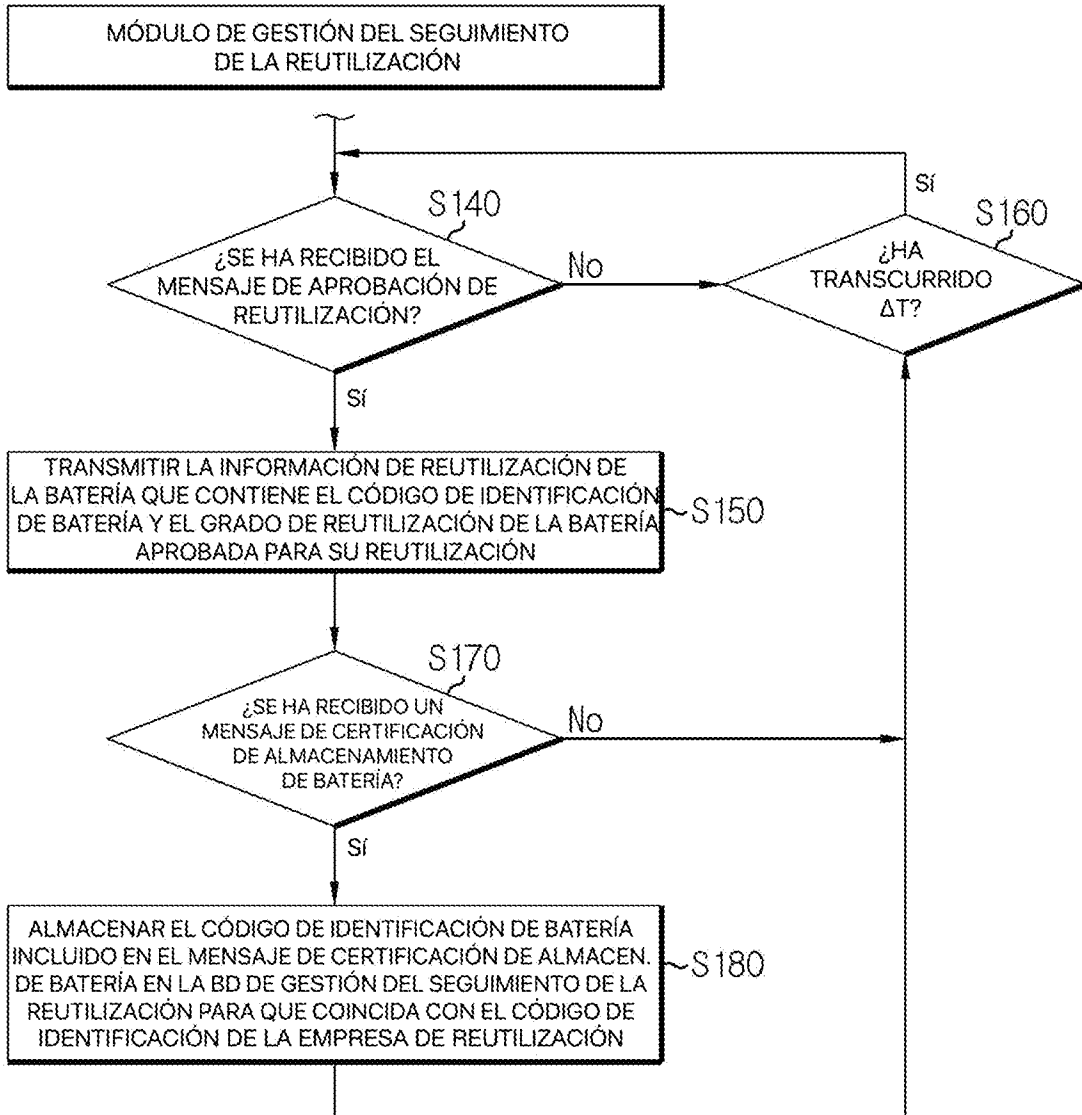 MÓDULO DE GESTIÓN DEL SEGUIMIENTO
DE LA REUTILIZACIÓN
sí
S140
S160
¿SE HA RECIBIDO EL
MENSAJE DE APROBACIÓN DE
REUTILIZACIÓN?
No
¿HA
TRANSCURRIDO
ΔT?
sí
TRANSMITIR LA INFORMACIÓN DE REUTILIZACIÓN DE
LA BATERÍA QUE CONTIENE EL CÓDIGO DE IDENTIFICACIÓN
DE BATERÍA Y EL GRADO DE REUTILIZACIÓN DE LA BATERÍA
APROBADA PARA SU REUTILIZACIÓN
S150
S170
¿SE HA RECIBIDO UN
MENSAJE DE CERTIFICACIÓN
DE ALMACENAMIENTO
DE BATERÍA?
No
sí
ALMACENAR EL CÓDIGO DE IDENTIFICACIÓN DE BATERÍA
INCLUIDO EN EL MENSAJE DE CERTIFICACIÓN DE ALMACEN.
DE BATERÍA EN LA BD DE GESTIÓN DEL SEGUIMIENTO DE LA
REUTILIZACIÓN PARA QUE COINCIDA CON EL CÓDIGO DE
IDENTIFICACIÓN DE LA EMPRESA DE REUTILIZACIÓN
S180